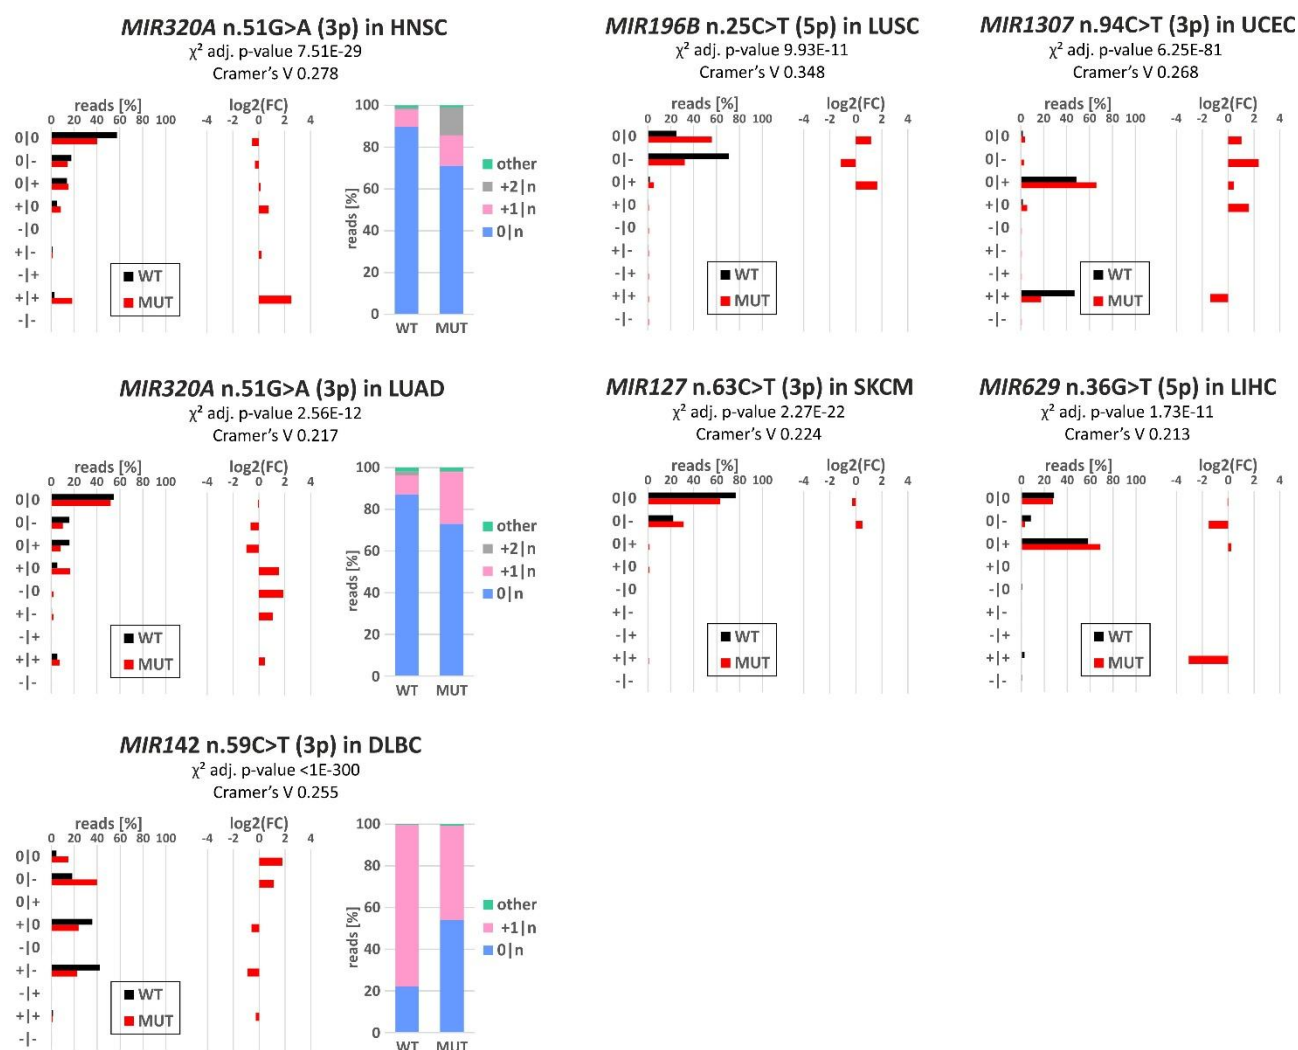 MIR320A n.51G>A (3p) in HNSC
χ² adj. p-value 7.51E-29
Cramer's V 0.278
reads [%]
0 20 40 60 80 100
log2(FC)
-4 -2 0 2 4
0|0
0|-
0|+
+|0
-|0
+|-
-|+
+|+
-|-
WT
MUT
reads [%]
100
80
60
40
20
0
WT MUT
other
+2|n
+1|n
0|n
MIR196B n.25C>T (5p) in LUSC
χ² adj. p-value 9.93E-11
Cramer's V 0.348
reads [%]
0 20 40 60 80 100
log2(FC)
-4 -2 0 2 4
0|0
0|-
0|+
+|0
-|0
+|-
-|+
+|+
-|-
WT
MUT
MIR1307 n.94C>T (3p) in UCEC
χ² adj. p-value 6.25E-81
Cramer's V 0.268
reads [%]
0 20 40 60 80 100
log2(FC)
-4 -2 0 2 4
0|0
0|-
0|+
+|0
-|0
+|-
-|+
+|+
-|-
WT
MUT
MIR320A n.51G>A (3p) in LUAD
χ² adj. p-value 2.56E-12
Cramer's V 0.217
reads [%]
0 20 40 60 80 100
log2(FC)
-4 -2 0 2 4
0|0
0|-
0|+
+|0
-|0
+|-
-|+
+|+
-|-
WT
MUT
reads [%]
100
80
60
40
20
0
WT MUT
other
+2|n
+1|n
0|n
MIR127 n.63C>T (3p) in SKCM
χ² adj. p-value 2.27E-22
Cramer's V 0.224
reads [%]
0 20 40 60 80 100
log2(FC)
-4 -2 0 2 4
0|0
0|-
0|+
+|0
-|0
+|-
-|+
+|+
-|-
WT
MUT
MIR629 n.36G>T (5p) in LIHC
χ² adj. p-value 1.73E-11
Cramer's V 0.213
reads [%]
0 20 40 60 80 100
log2(FC)
-4 -2 0 2 4
0|0
0|-
0|+
+|0
-|0
+|-
-|+
+|+
-|-
WT
MUT
MIR142 n.59C>T (3p) in DLBC
χ² adj. p-value <1E-300
Cramer's V 0.255
reads [%]
0 20 40 60 80 100
log2(FC)
-4 -2 0 2 4
0|0
0|-
0|+
+|0
-|0
+|-
-|+
+|+
-|-
WT
MUT
reads [%]
100
80
60
40
20
0
WT MUT
other
+1|n
0|n